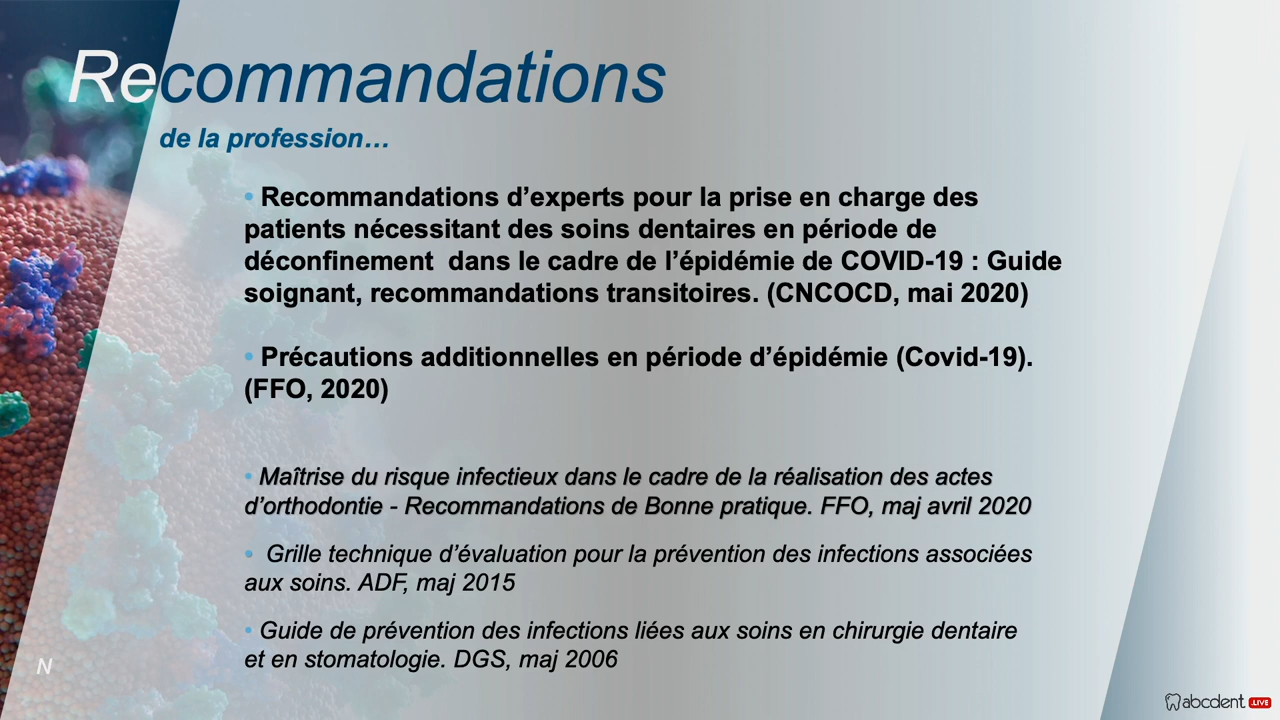 Recommandations
de la profession…
• Recommandations d’experts pour la prise en charge des
patients nécessitant des soins dentaires en période de
déconfinement  dans le cadre de l’épidémie de COVID-19 : Guide
soignant, recommandations transitoires. (CNCOCD, mai 2020)
• Précautions additionnelles en période d’épidémie (Covid-19).
(FFO, 2020)
• Maîtrise du risque infectieux dans le cadre de la réalisation des actes
d’orthodontie - Recommandations de Bonne pratique. FFO, maj avril 2020
•  Grille technique d’évaluation pour la prévention des infections associées
aux soins. ADF, maj 2015
• Guide de prévention des infections liées aux soins en chirurgie dentaire
et en stomatologie. DGS, maj 2006
N
abcdent.LIVE